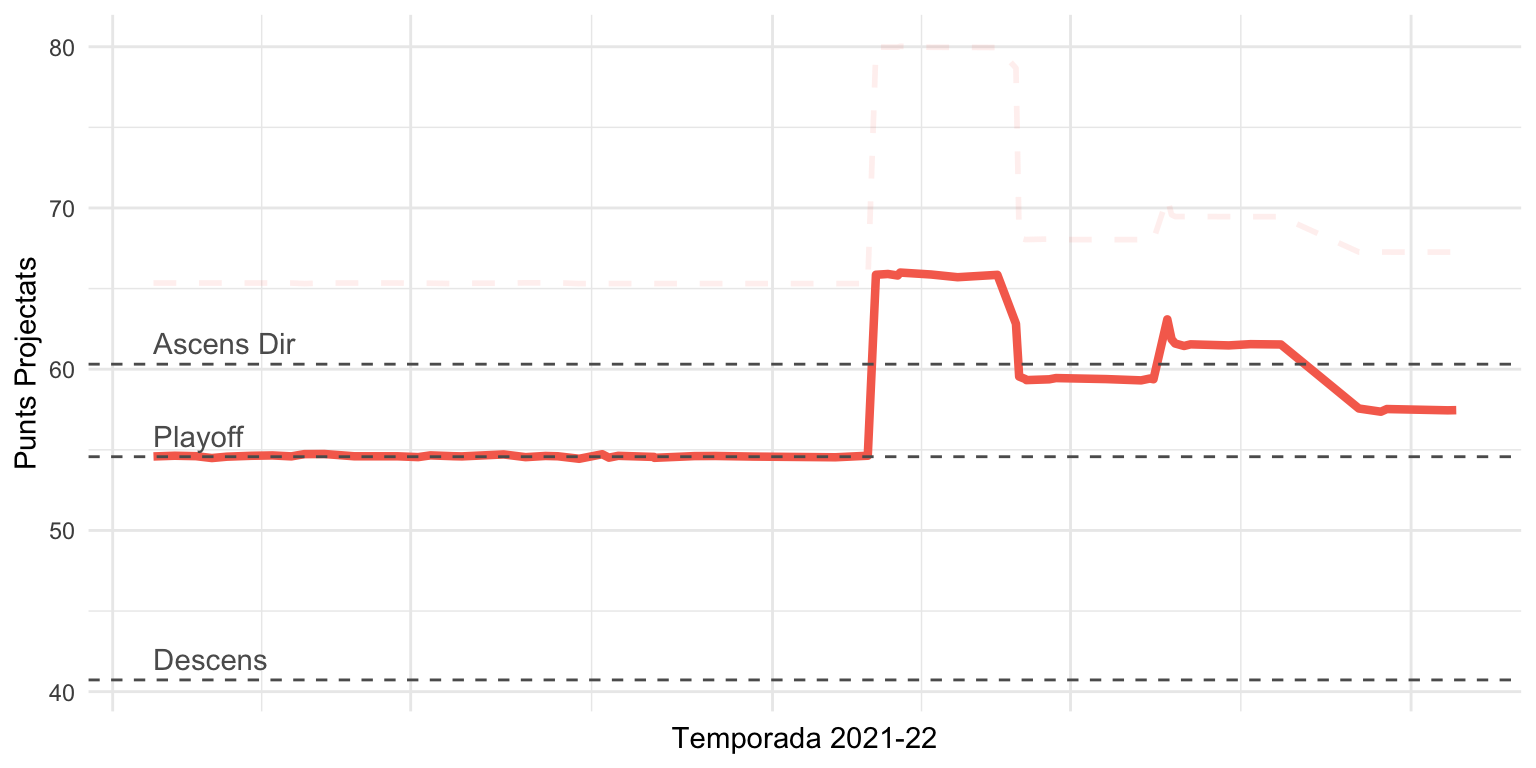 80
70
60
50
40
Punts Projectats
Ascens Dir
Playoff
Descens
Temporada 2021-22